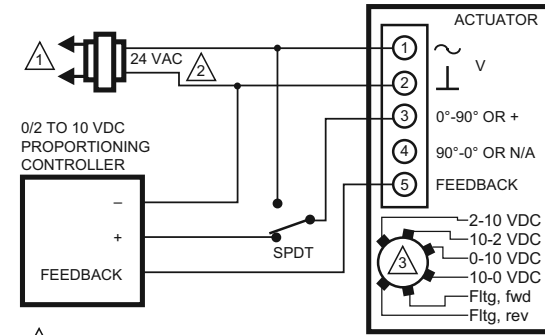 ACTUATOR
1
24 VAC
2
1
V
2
0/2 TO 10 VDC
PROPORTIONING
CONTROLLER
3
0°-90° OR +
4
90°-0° OR N/A
5
FEEDBACK
–
+
SPDT
FEEDBACK
3
2-10 VDC
10-2 VDC
0-10 VDC
10-0 VDC
Fltg, fwd
Fltg, rev